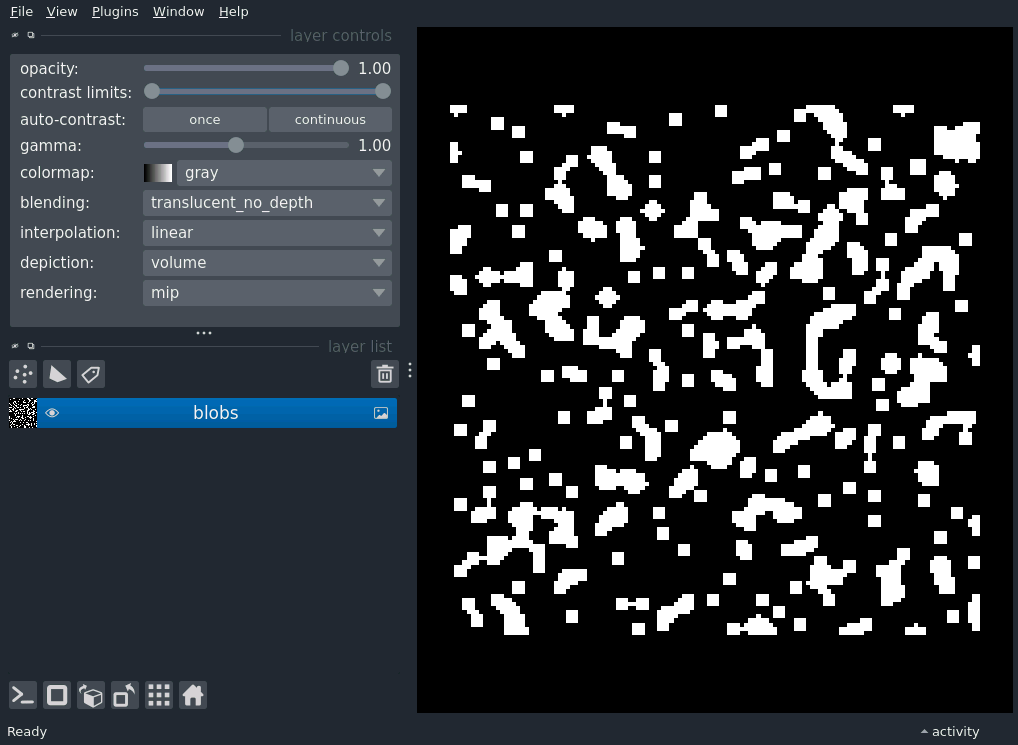 File View Plugins Window Help
layer controls
opacity: 1.00
contrast limits:
auto-contrast: once continuous
gamma: 1.00
colormap: gray
blending: translucent_no_depth
interpolation: linear
depiction: volume
rendering: mip
layer list
blobs
Ready activity